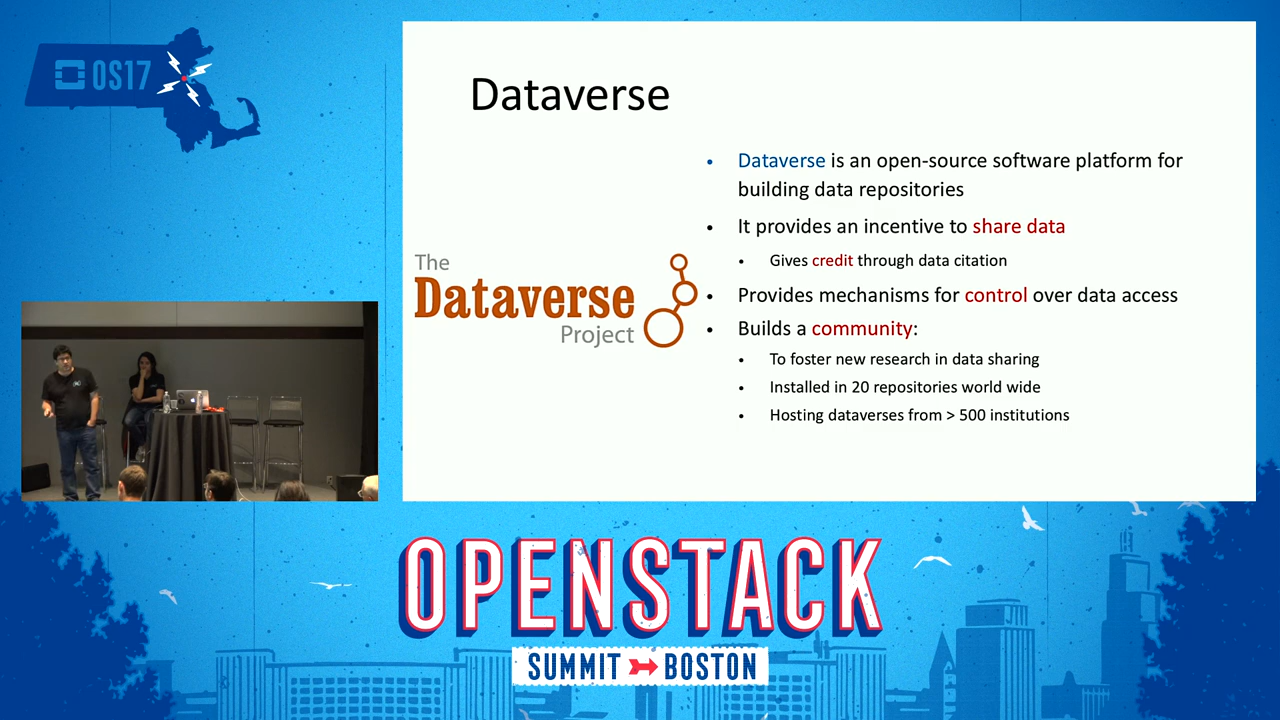 OS17
Dataverse
Dataverse is an open-source software platform for
building data repositories
It provides an incentive to share data
Gives credit through data citation
Provides mechanisms for control over data access
Builds a community:
To foster new research in data sharing
Installed in 20 repositories world wide
Hosting dataverses from > 500 institutions
The
Dataverse
Project
OPENSTACK
SUMMIT BOSTON